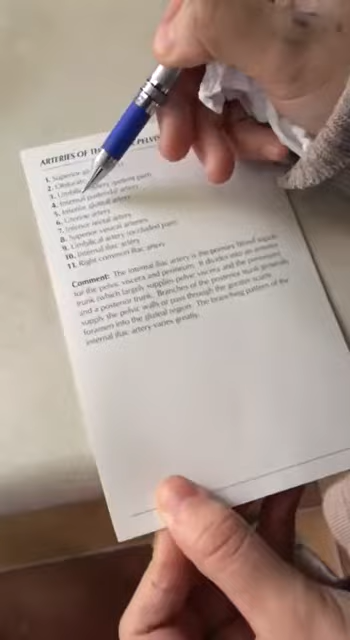 ARTERIES OF PELVIS
1. Superior
2.
3. Umbilical artery (patent part)
4. Internal pudendal artery
5. Inferior gluteal artery
6. Uterine artery
7. Inferior rectal artery
8. Superior vesical arteries
9. Umbilical artery (occluded part)
10. Internal iliac artery
11. Right common iliac artery
Comment: The internal iliac artery is the primary blood supply
for the pelvic viscera and perineum. It divides into an anterior
trunk (which largely supplies pelvic viscera and the perineum)
and a posterior trunk. Branches of the posterior trunk generally
supply the pelvic walls or pass through the greater sciatic
foramen into the gluteal region. The branching pattern of the
internal iliac artery varies greatly.